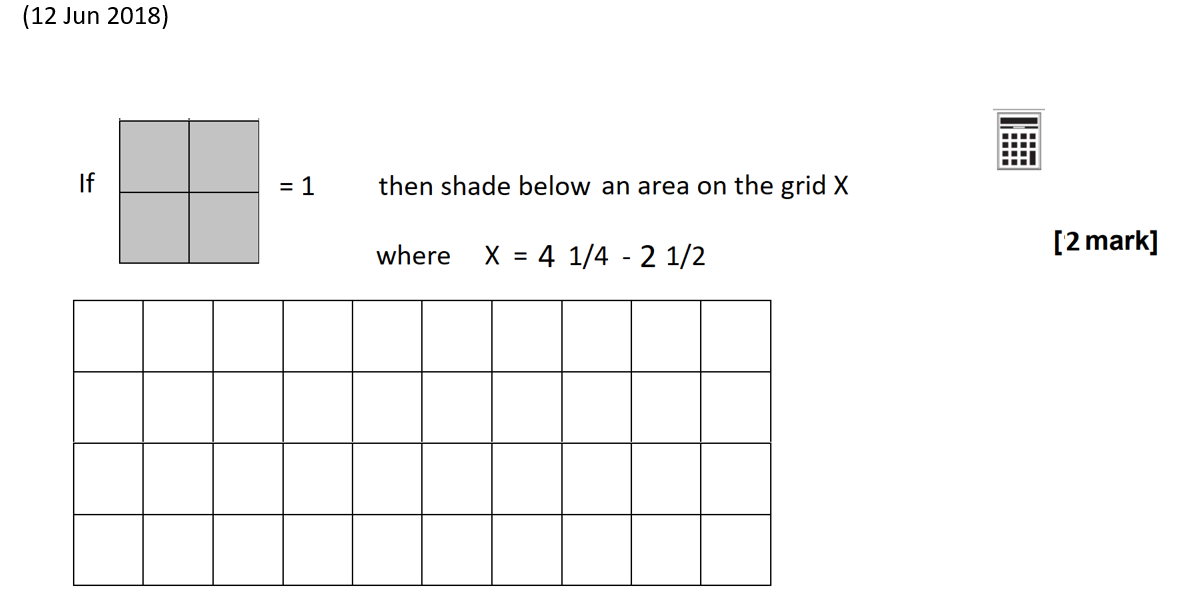 (12 Jun 2018)
If = 1 then shade below an area on the grid X
where X = 4 1/4 - 2 1/2
[2 mark]